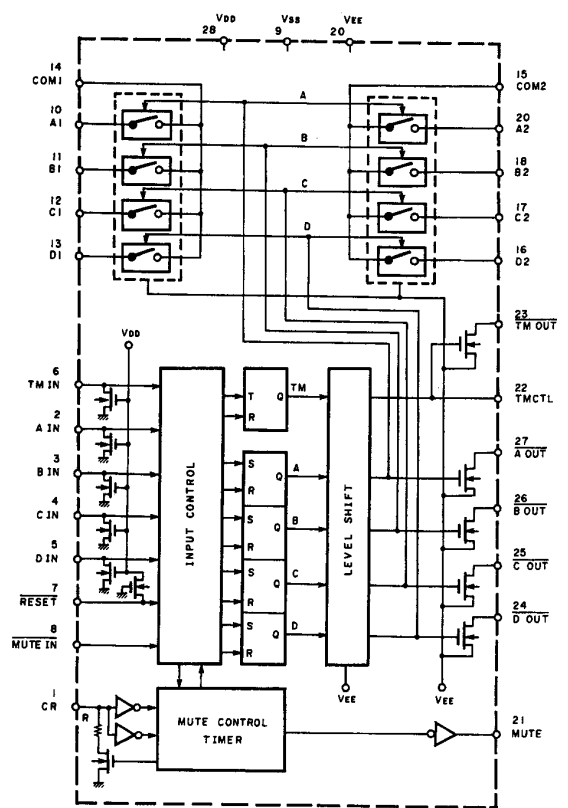 VDD VSS VEE
28 9 20
14
COM1
15
COM2
A
10
A1
20
A2
B
11
B1
18
B2
C
12
C1
17
C2
D
13
D1
16
D2
VDD
23
TM OUT
6
TM IN
T Q TM
R
22
TMCTL
2
A IN
27
A OUT
3
B IN
S A
Q
R
26
B OUT
4
C IN
S B
Q
R
INPUT CONTROL
LEVEL SHIFT
5
D IN
S C
Q
R
25
C OUT
7
RESET
S D
Q
R
24
D OUT
8
MUTE IN
VEE VEE
1
CR
R
MUTE CONTROL
TIMER
21
MUTE